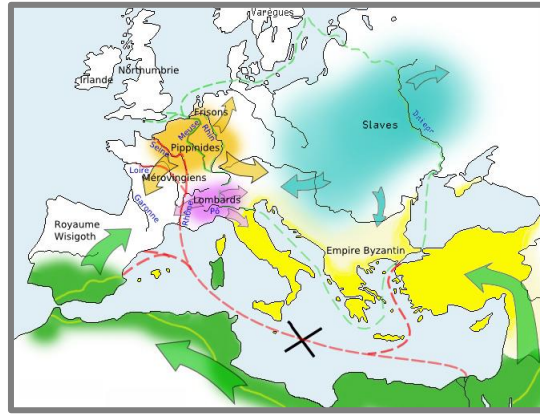 Varègues
Northumbrie
Irlande
Frisons
Slaves
Dniepr
Meuse
Rhin
Seine
Pippinides
Loire
Mérovingiens
Lombards
Garonne
Rhône
Pô
Royaume
Wisigoth
Empire Byzantin